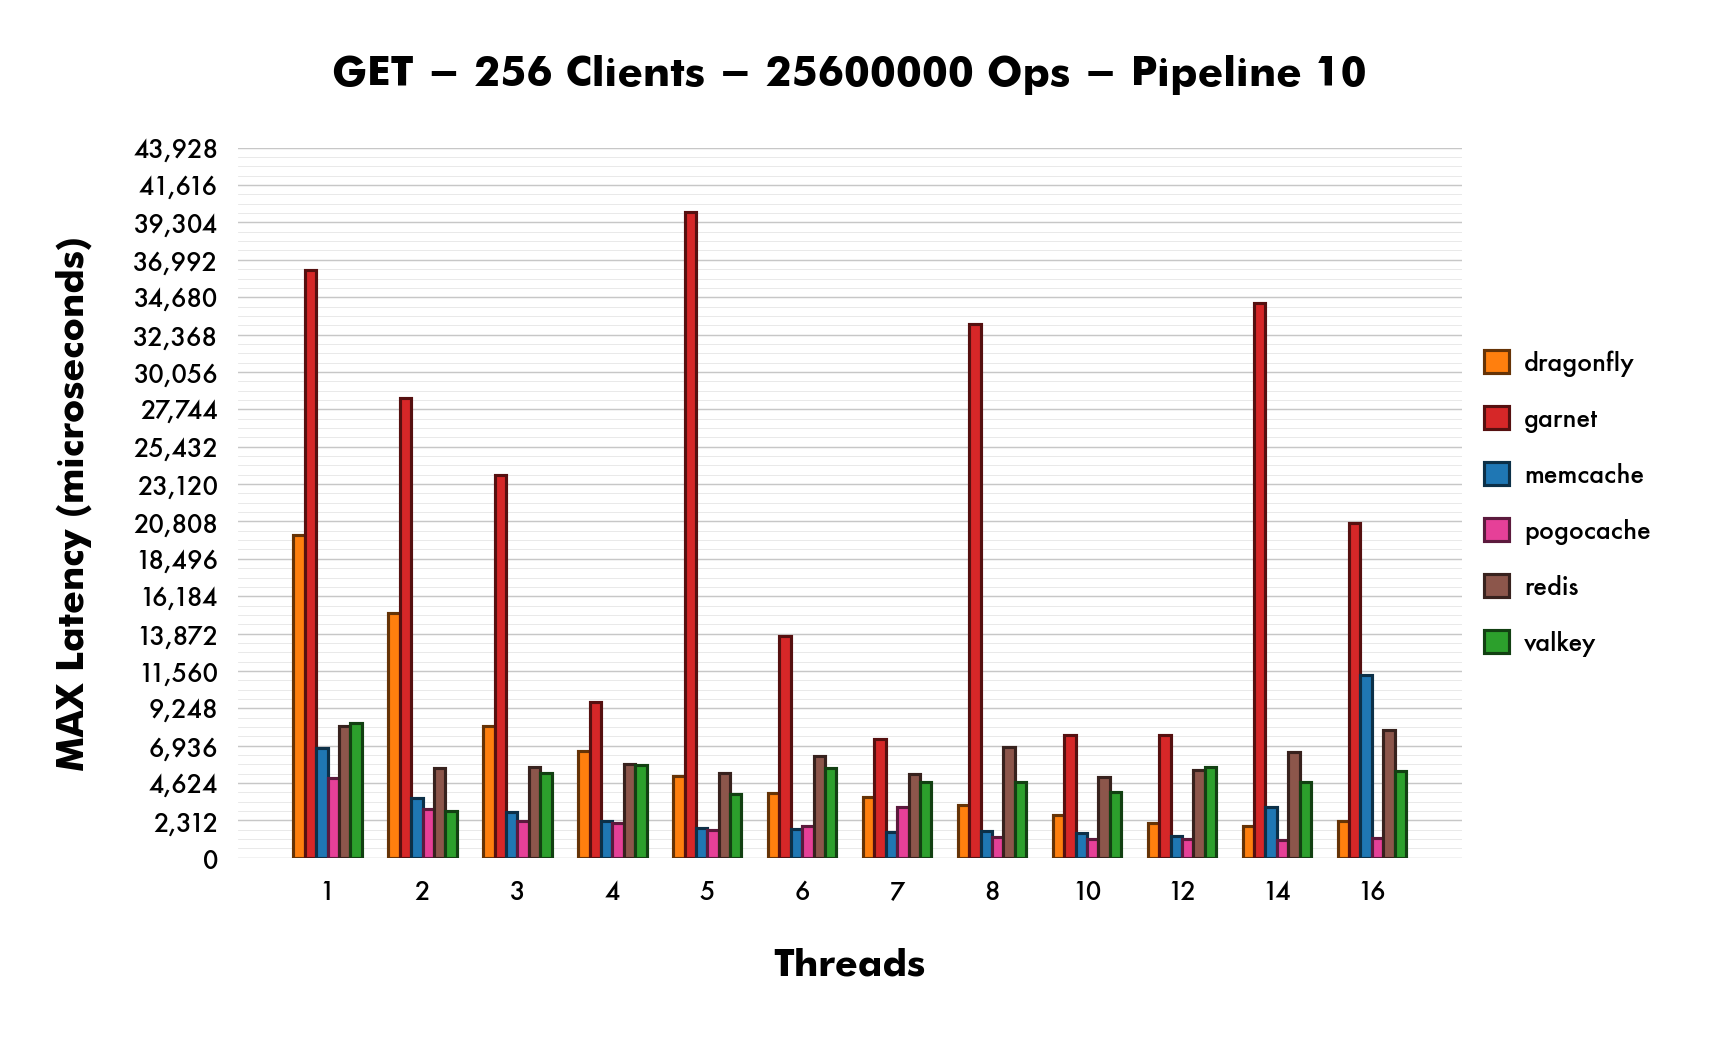 GET – 256 Clients – 25600000 Ops – Pipeline 10
MAX Latency (microseconds)
43,928
41,616
39,304
36,992
34,680
32,368
30,056
27,744
25,432
23,120
20,808
18,496
16,184
13,872
11,560
9,248
6,936
4,624
2,312
0
1 2 3 4 5 6 7 8 10 12 14 16
Threads
dragonfly
garnet
memcache
pogocache
redis
valkey